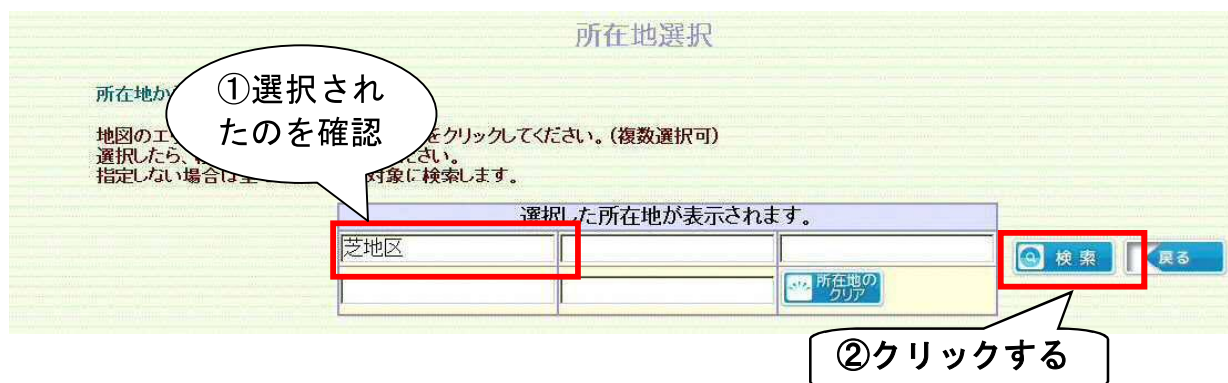 所在地選択
①選択され
たのを確認
所在地か
地図のエ をクリックしてください。(複数選択可)
選択したら、 ださい。
指定しない場合は 対象に検索します。
選択した所在地が表示されます。
芝地区
検索
戻る
所在地の
クリア
②クリックする